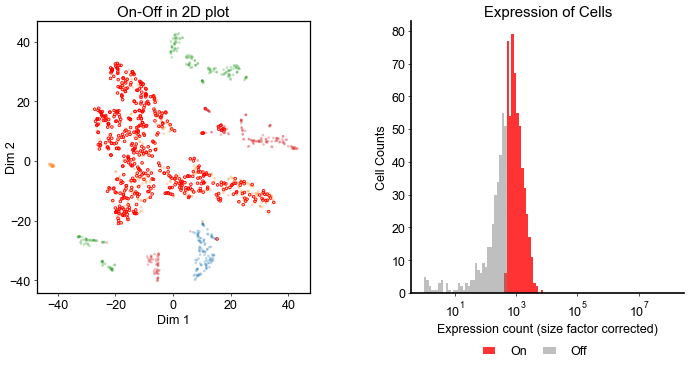 On-Off in 2D plot
40
20
0
−20
−40
Dim 2
−40 −20 0 20 40
Dim 1
Expression of Cells
80
70
60
50
40
30
20
10
0
Cell Counts
10^1 10^3 10^5 10^7
Expression count (size factor corrected)
On Off